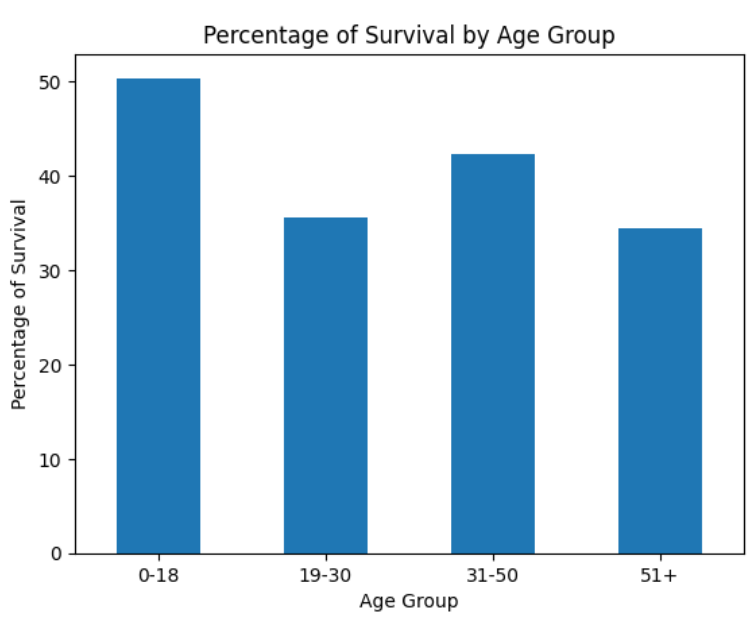 Percentage of Survival by Age Group
Percentage of Survival
50
40
30
20
10
0
0-18 19-30 31-50 51+
Age Group